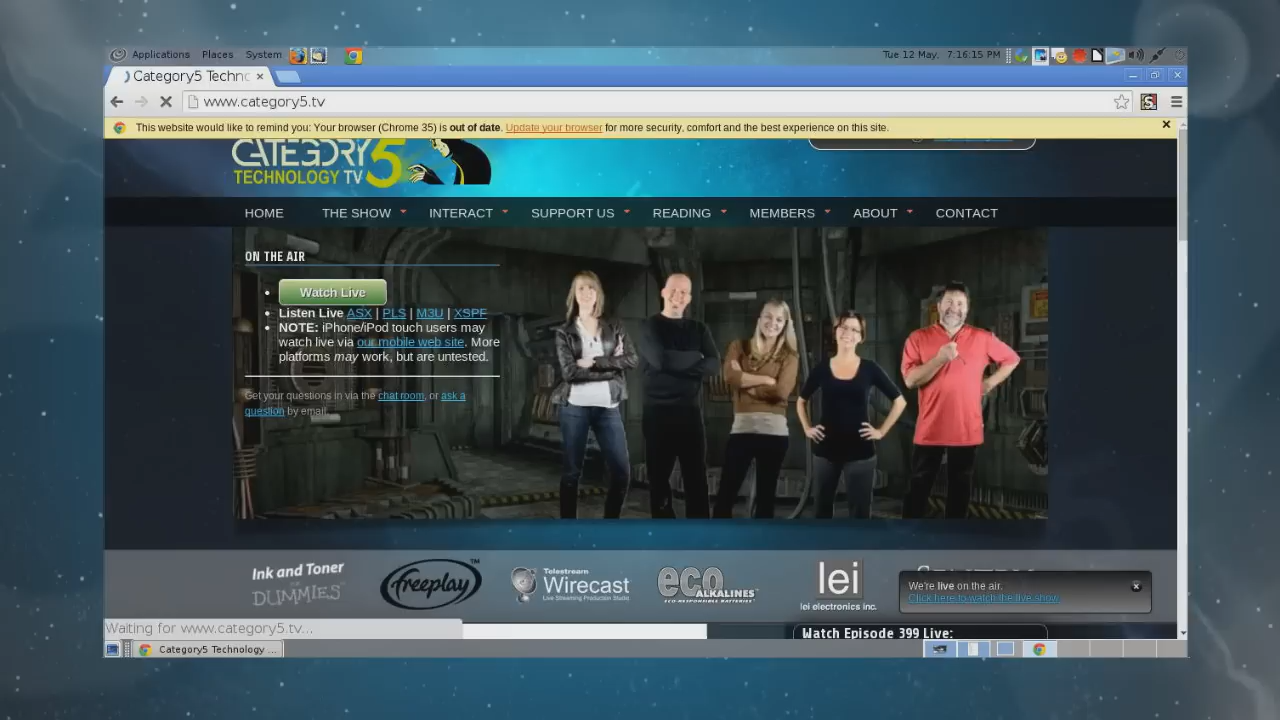 Applications Places System
Tue 12 May, 7:16:15 PM
Category5 Techno
www.category5.tv
This website would like to remind you: Your browser (Chrome 35) is out of date. Update your browser for more security, comfort and the best experience on this site.
CATEGORY 5
TECHNOLOGY TV
HOME THE SHOW INTERACT SUPPORT US READING MEMBERS ABOUT CONTACT
ON THE AIR
Watch Live
Listen Live ASX | PLS | M3U | XSPF
NOTE: iPhone/iPod touch users may
watch live via our mobile web site. More
platforms may work, but are untested.
Get your questions in via the chat room, or ask a
question by email.
Ink and Toner
DUMMIES
freeplay TM
Telestream
Wirecast
Live Streaming Production Studio
eco ALKALINES
ECO-RESPONSIBLE BATTERIES
lei
lei electronics inc.
We're live on the air.
Click here to watch the live show.
Waiting for www.category5.tv...
Watch Episode 399 Live:
Category5 Technology ...